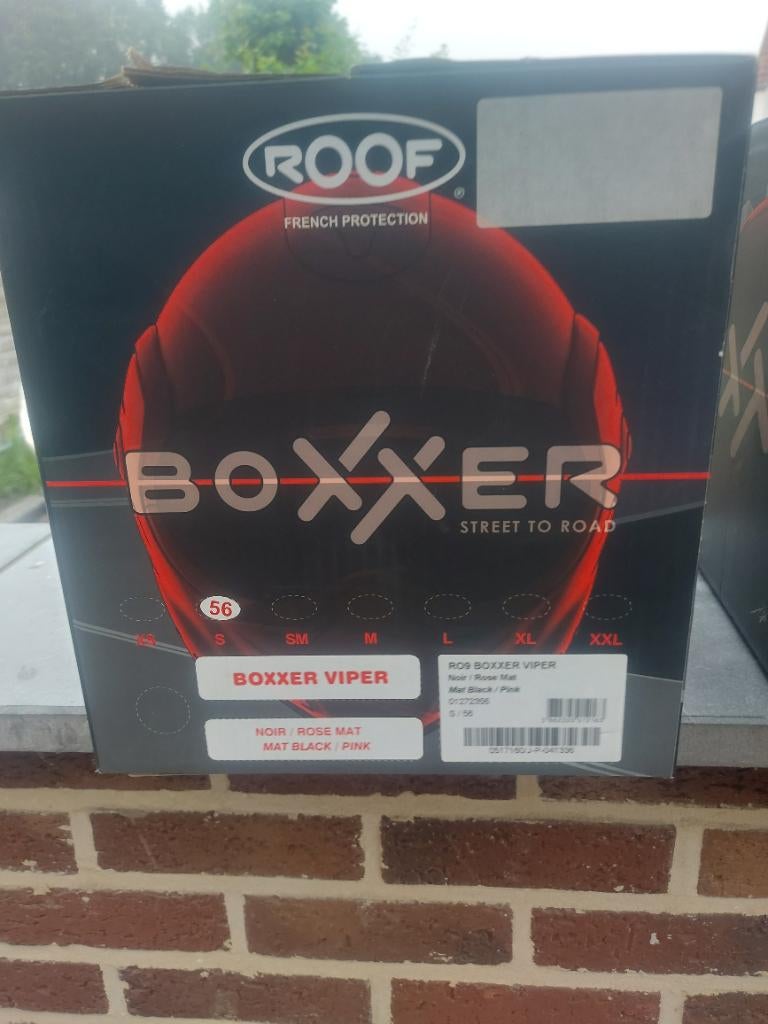 ROOF
®
FRENCH PROTECTION
BOXXER
STREET TO ROAD
56
XS S SM M L XL XXL
BOXXER VIPER
NOIR / ROSE MAT
MAT BLACK / PINK
RO9 BOXXER VIPER
Noir / Rose Mat
Mat Black / Pink
S / 56